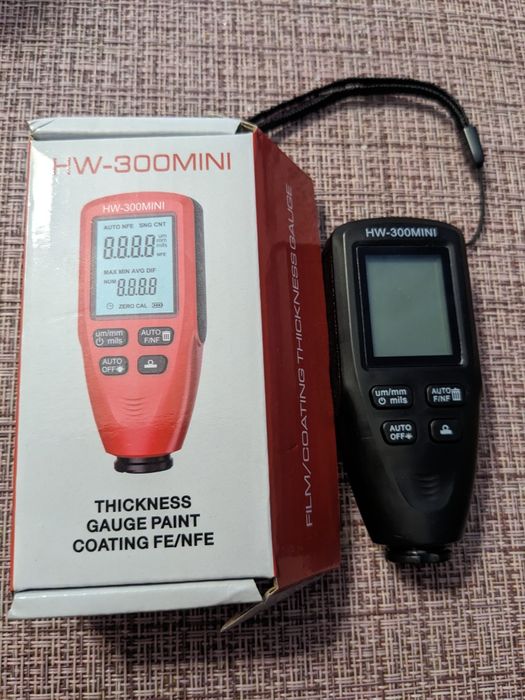 HW-300MINI
HW-300MINI
AUTO NFE SNG CNT
8.8.8.8
um
mm
mils
NFE
MAX MIN AVG DIF
NUM 8.8.8.8
ZERO CAL
um/mm
mils
AUTO
F/NF
AUTO
OFF
THICKNESS
GAUGE PAINT
COATING FE/NFE
FILM/COATING THICKNESS GAUGE
HW-300MINI
um/mm
mils
AUTO
F/NF
AUTO
OFF